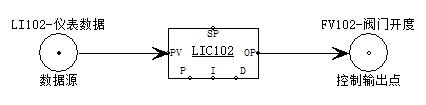 LI102-仪表数据
FV102-阀门开度
SP
PV
LIC102
OP
P I D
数据源
控制输出点